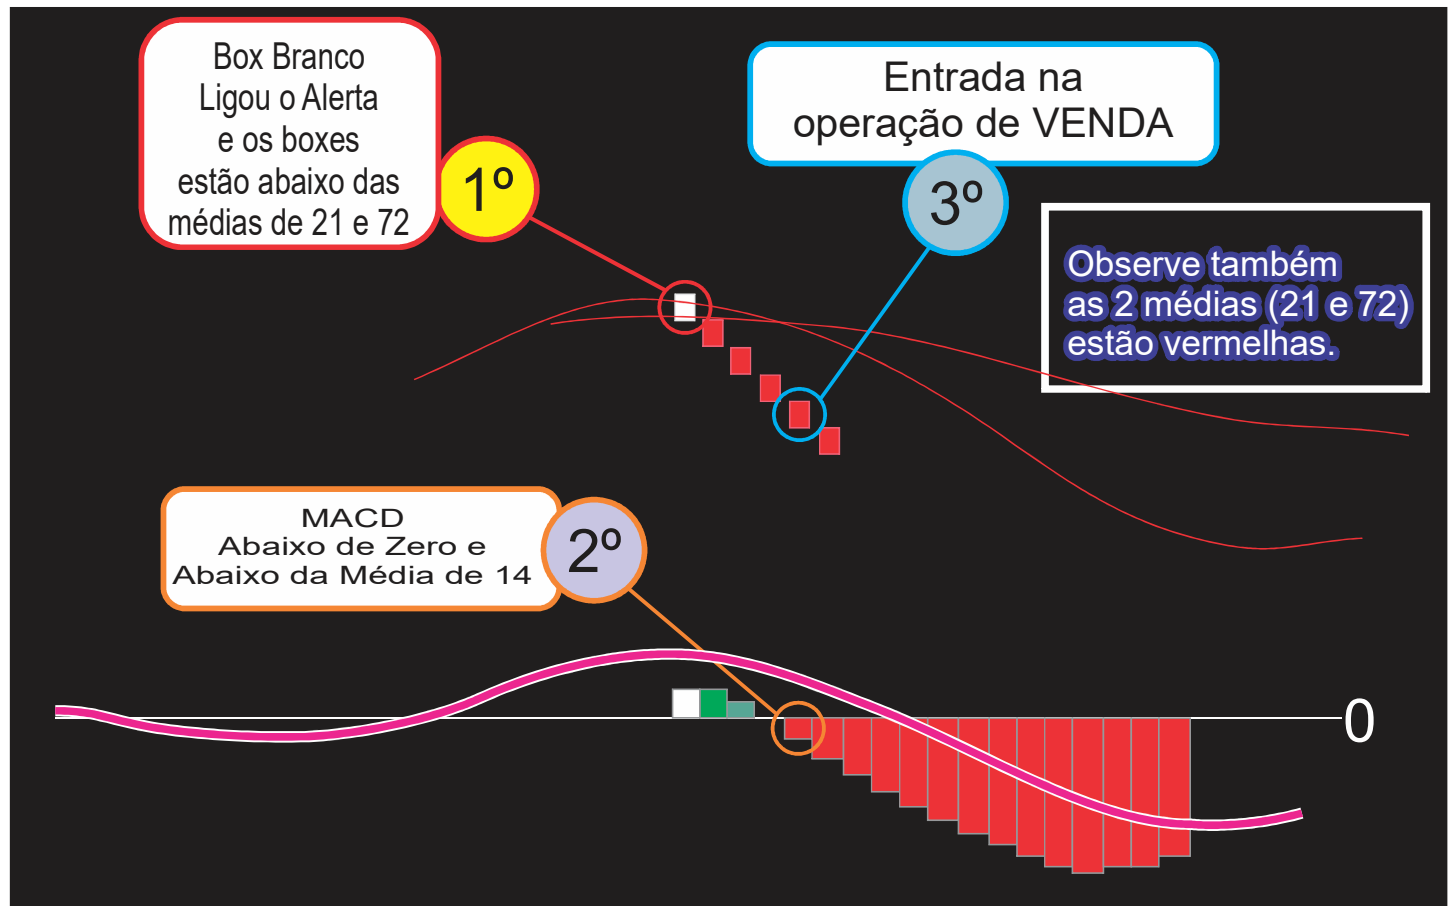 Box Branco
Ligou o Alerta
e os boxes
estão abaixo das
médias de 21 e 72
1º
Entrada na
operação de VENDA
3º
Observe também
as 2 médias (21 e 72)
estão vermelhas.
MACD
Abaixo de Zero e
Abaixo da Média de 14
2º
0